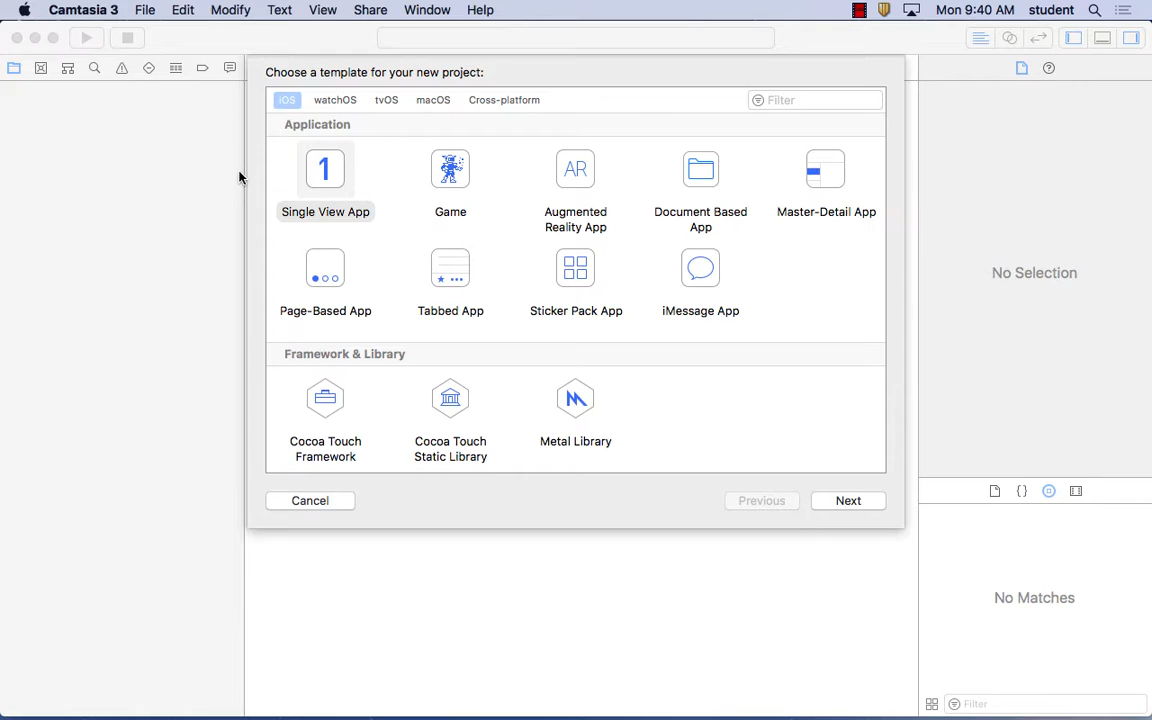 Camtasia 3 File Edit Modify Text View Share Window Help Mon 9:40 AM student
Choose a template for your new project:
iOS watchOS tvOS macOS Cross-platform Filter
Application
1
AR
Single View App
Game
Augmented
Reality App
Document Based
App
Master-Detail App
Page-Based App
Tabbed App
Sticker Pack App
iMessage App
Framework & Library
Cocoa Touch
Framework
Cocoa Touch
Static Library
Metal Library
Cancel Previous Next
No Selection
No Matches
Filter